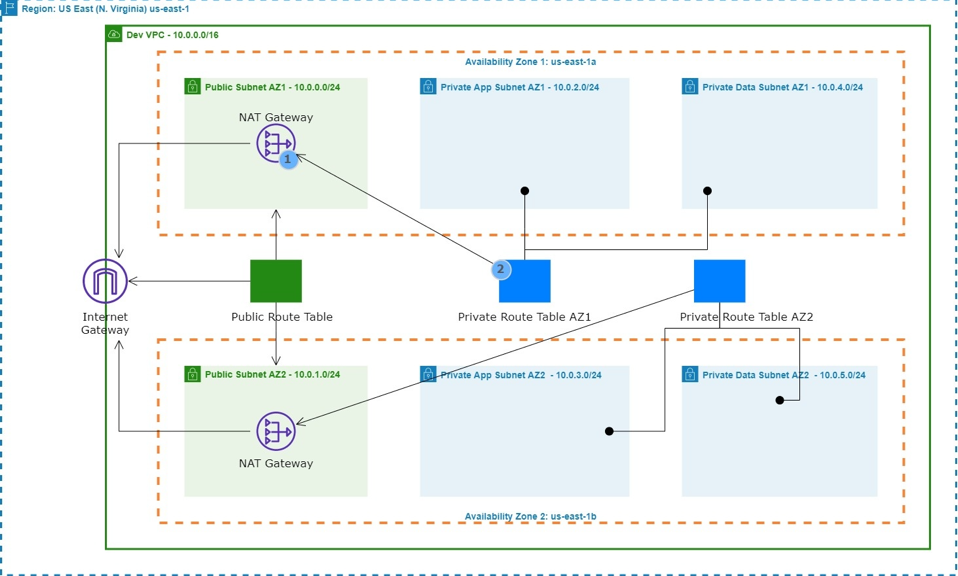 Region: US East (N. Virginia) us-east-1
Dev VPC - 10.0.0.0/16
Availability Zone 1: us-east-1a
Public Subnet AZ1 - 10.0.0.0/24
Private App Subnet AZ1 - 10.0.2.0/24
Private Data Subnet AZ1 - 10.0.4.0/24
NAT Gateway
1
2
Internet
Gateway
Public Route Table
Private Route Table AZ1
Private Route Table AZ2
Public Subnet AZ2 - 10.0.1.0/24
Private App Subnet AZ2 - 10.0.3.0/24
Private Data Subnet AZ2 - 10.0.5.0/24
NAT Gateway
Availability Zone 2: us-east-1b